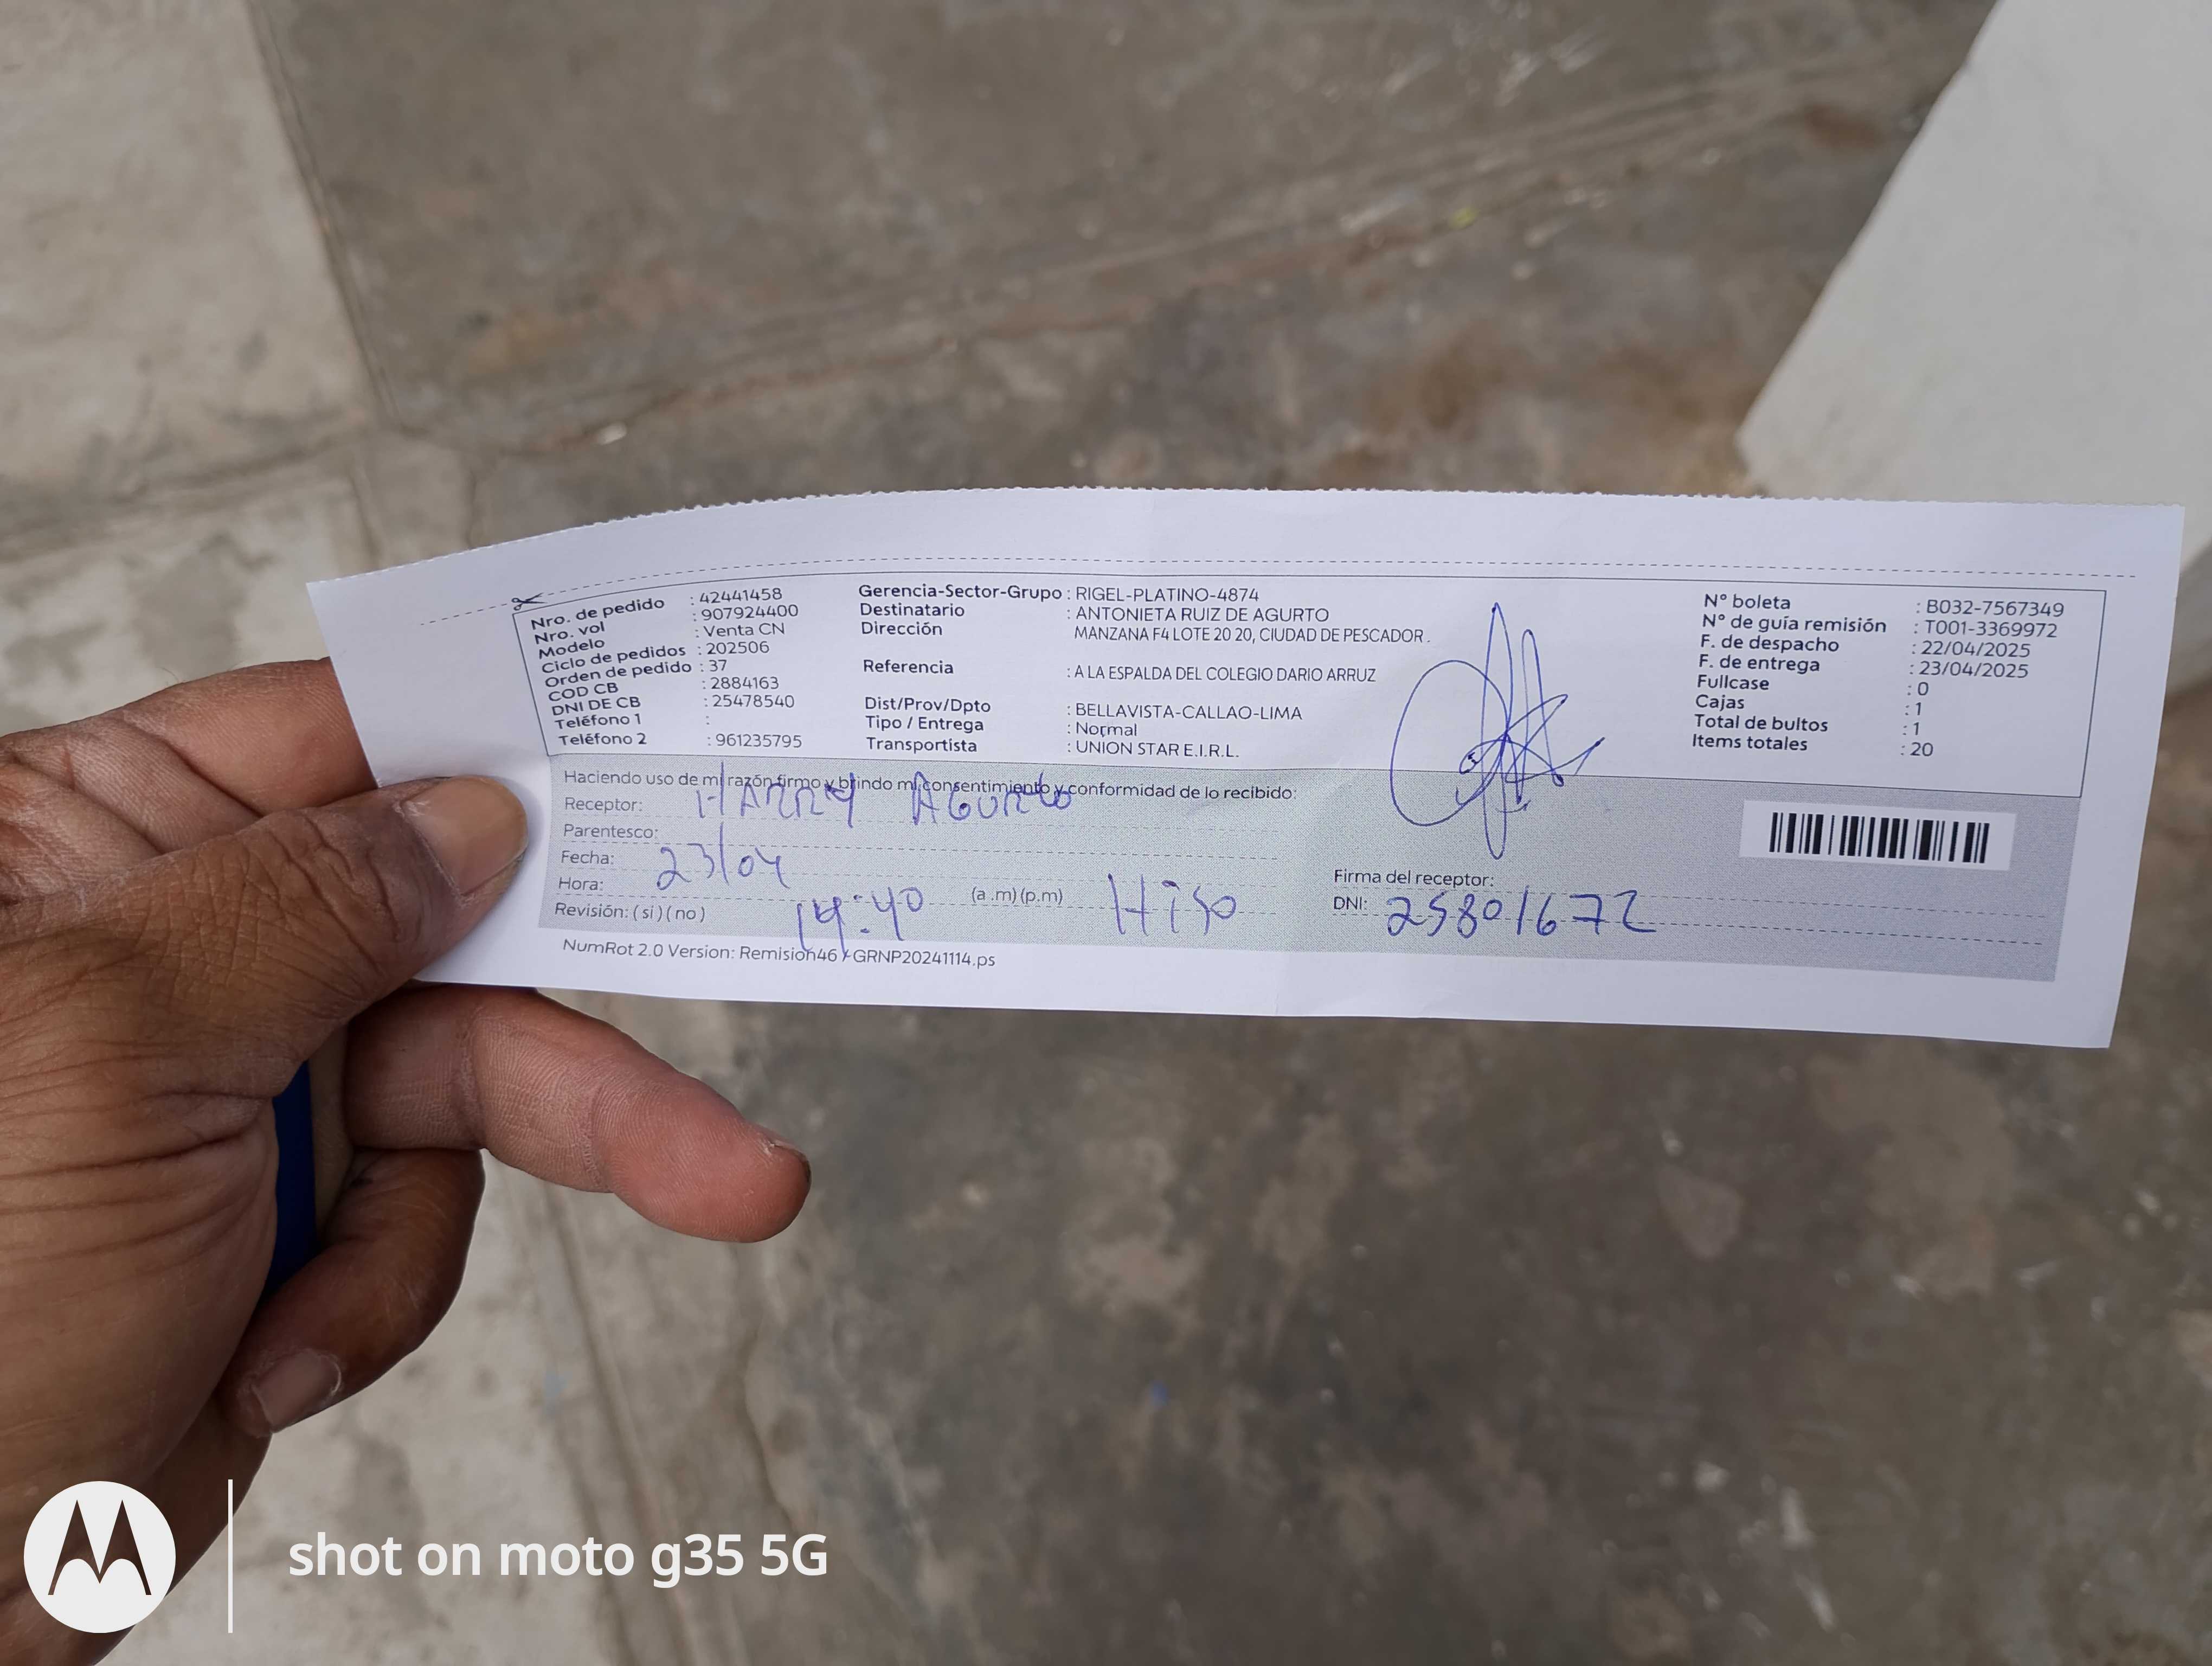 Nro. de pedido : 42441458
Nro. vol : 907924400
Modelo : Venta CN
Ciclo de pedidos : 202506
Orden de pedido : 37
COD CB : 2884163
DNI DE CB : 25478540
Teléfono 1 :
Teléfono 2 : 961235795
Gerencia-Sector-Grupo : RIGEL-PLATINO-4874
Destinatario : ANTONIETA RUIZ DE AGURTO
Dirección MANZANA F4 LOTE 20 20, CIUDAD DE PESCADOR .
Referencia : A LA ESPALDA DEL COLEGIO DARIO ARRUZ
Dist/Prov/Dpto : BELLAVISTA-CALLAO-LIMA
Tipo / Entrega : Normal
Transportista : UNION STAR E.I.R.L.
N° boleta : B032-7567349
N° de guía remisión : T001-3369972
F. de despacho : 22/04/2025
F. de entrega : 23/04/2025
Fullcase : 0
Cajas : 1
Total de bultos : 1
Items totales : 20
Haciendo uso de mi razón firmo y brindo mi consentimiento y conformidad de lo recibido:
Receptor: HARRY AGURTO
Parentesco:
Fecha: 23/04
Hora: 14:40 (a .m) (p.m) HiJo
Revisión: ( si ) ( no )
Firma del receptor:
DNI: 25801672
NumRot 2.0 Version: Remision46 GRNP20241114.ps
shot on moto g35 5G